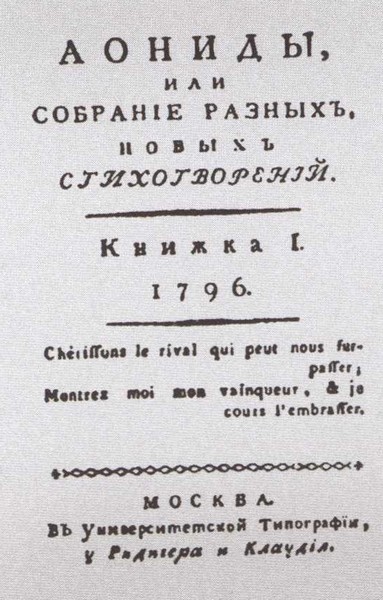 АОНИДЫ,
ИЛИ
СОБРАНІЕ РАЗНЫХЪ,
НОВЫХЪ
СТИХОТВОРЕНІЙ.
Книжка I.
1796.
Chérissons le rival qui peut nous sur-
passer;
Montrez moi mon vainqueur, & je
cours l'embrasser.
МОСКВА.
Въ Университетской Типографіи,
у Ридигера и Клаудія.